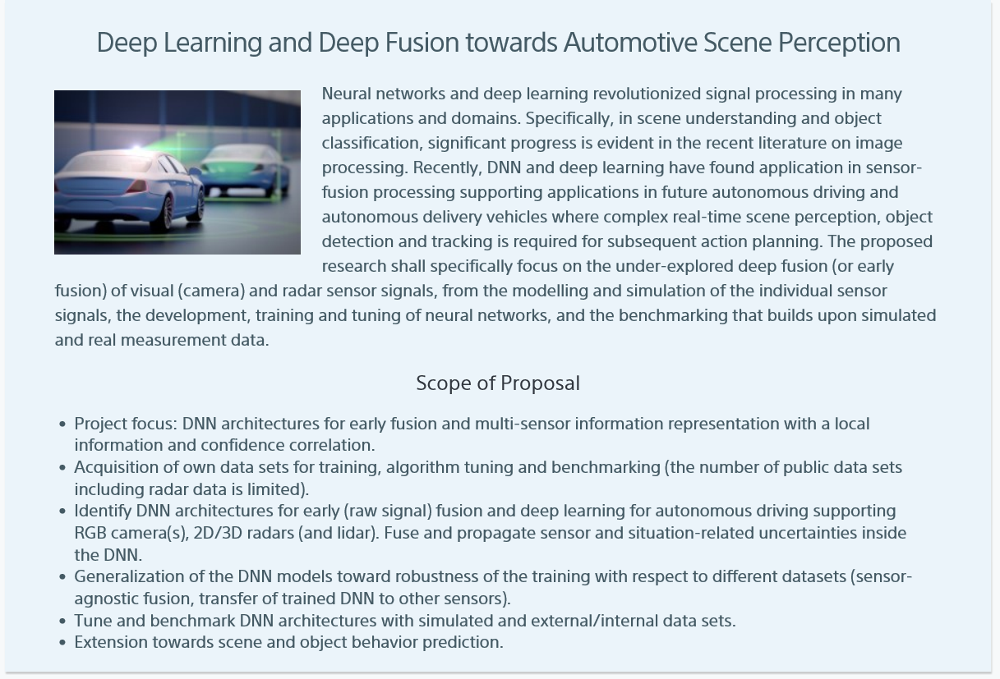 Deep Learning and Deep Fusion towards Automotive Scene Perception
Neural networks and deep learning revolutionized signal processing in many
applications and domains. Specifically, in scene understanding and object
classification, significant progress is evident in the recent literature on image
processing. Recently, DNN and deep learning have found application in sensor-
fusion processing supporting applications in future autonomous driving and
autonomous delivery vehicles where complex real-time scene perception, object
detection and tracking is required for subsequent action planning. The proposed
research shall specifically focus on the under-explored deep fusion (or early
fusion) of visual (camera) and radar sensor signals, from the modelling and simulation of the individual sensor
signals, the development, training and tuning of neural networks, and the benchmarking that builds upon simulated
and real measurement data.
Scope of Proposal
• Project focus: DNN architectures for early fusion and multi-sensor information representation with a local
information and confidence correlation.
• Acquisition of own data sets for training, algorithm tuning and benchmarking (the number of public data sets
including radar data is limited).
• Identify DNN architectures for early (raw signal) fusion and deep learning for autonomous driving supporting
RGB camera(s), 2D/3D radars (and lidar). Fuse and propagate sensor and situation-related uncertainties inside
the DNN.
• Generalization of the DNN models toward robustness of the training with respect to different datasets (sensor-
agnostic fusion, transfer of trained DNN to other sensors).
• Tune and benchmark DNN architectures with simulated and external/internal data sets.
• Extension towards scene and object behavior prediction.